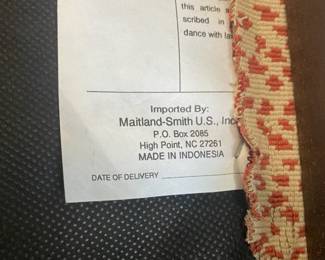 this article
scribed in
dance with la
Imported By:
Maitland-Smith U.S., Inc
P.O. Box 2085
High Point, NC 27261
MADE IN INDONESIA
DATE OF DELIVERY